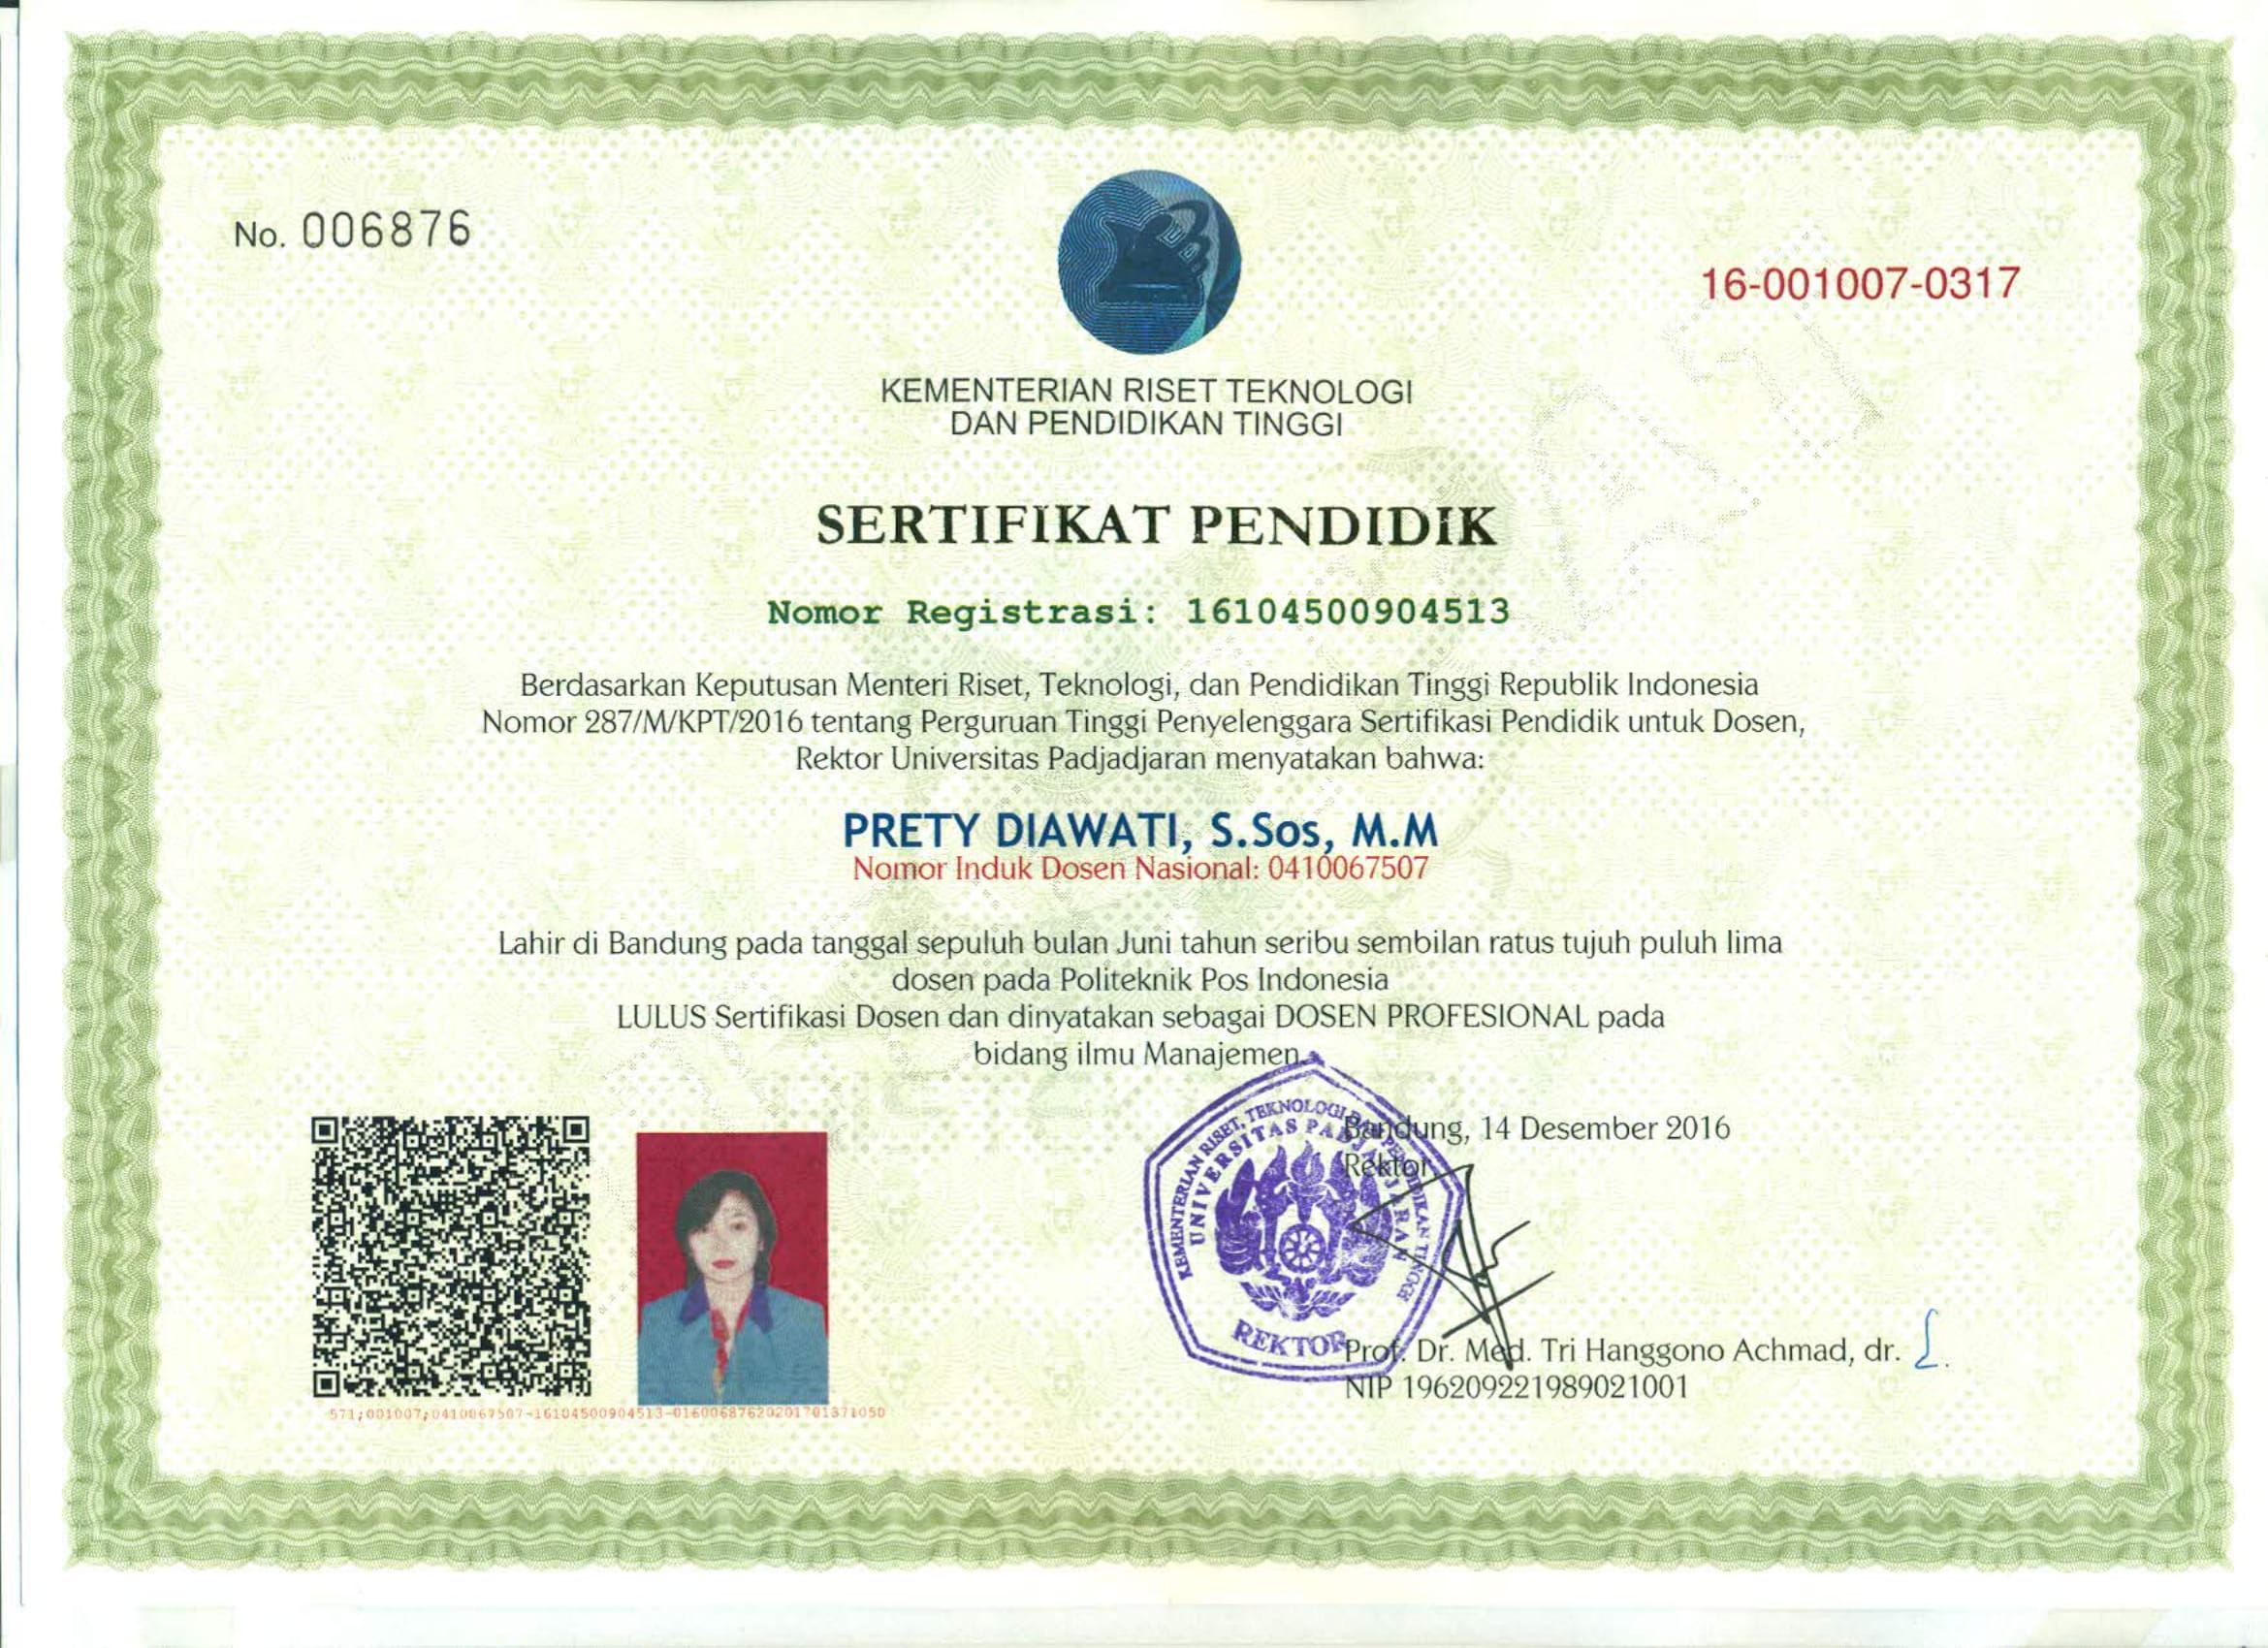 No. 006876
16-001007-0317
KEMENTERIAN RISET TEKNOLOGI
DAN PENDIDIKAN TINGGI
SERTIFIKAT PENDIDIK
Nomor Registrasi: 16104500904513
Berdasarkan Keputusan Menteri Riset, Teknologi, dan Pendidikan Tinggi Republik Indonesia
Nomor 287/M/KPT/2016 tentang Perguruan Tinggi Penyelenggara Sertifikasi Pendidik untuk Dosen,
Rektor Universitas Padjadjaran menyatakan bahwa:
PRETY DIAWATI, S.Sos, M.M
Nomor Induk Dosen Nasional: 0410067507
Lahir di Bandung pada tanggal sepuluh bulan Juni tahun seribu sembilan ratus tujuh puluh lima
dosen pada Politeknik Pos Indonesia
LULUS Sertifikasi Dosen dan dinyatakan sebagai DOSEN PROFESIONAL pada
bidang ilmu Manajemen
KEMENTERIAN RISET, TEKNOLOGI DAN PENDIDIKAN TINGGI
UNIVERSITAS PADJADJARAN
REKTOR
Bandung, 14 Desember 2016
Rektor,
Prof. Dr. Med. Tri Hanggono Achmad, dr.
NIP 196209221989021001
571;001007;0410067507-16104500904513-01600687620201701371050